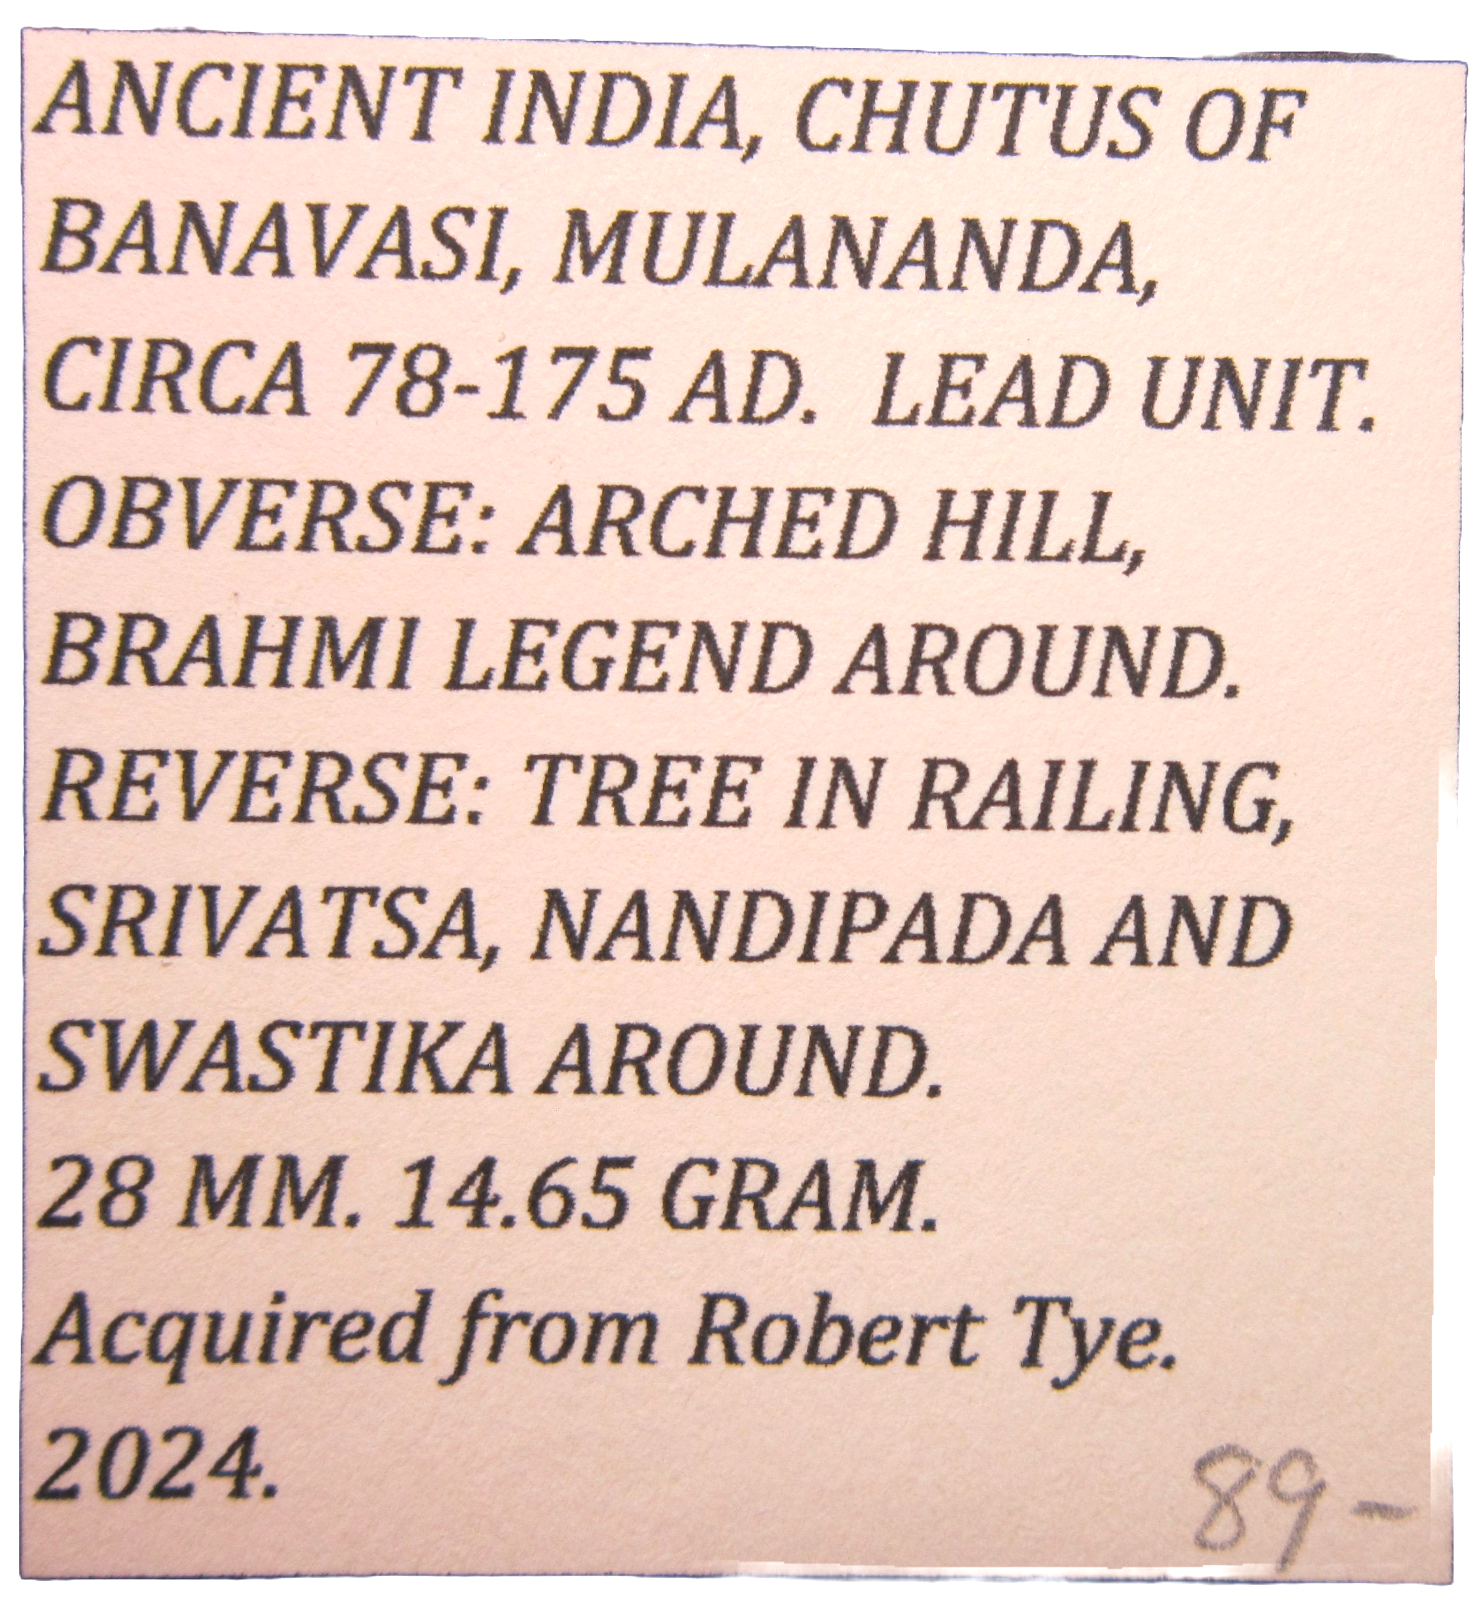 ANCIENT INDIA, CHUTUS OF
BANAVASI, MULANANDA,
CIRCA 78-175 AD.  LEAD UNIT.
OBVERSE: ARCHED HILL,
BRAHMI LEGEND AROUND.
REVERSE: TREE IN RAILING,
SRIVATSA, NANDIPADA AND
SWASTIKA AROUND.
28 MM. 14.65 GRAM.
Acquired from Robert Tye.
2024.
89-